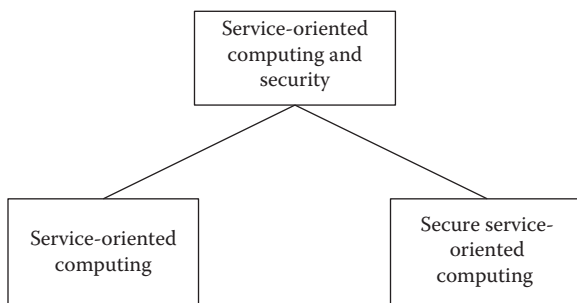 Service-oriented
computing and
security
Service-oriented
computing
Secure service-
oriented
computing